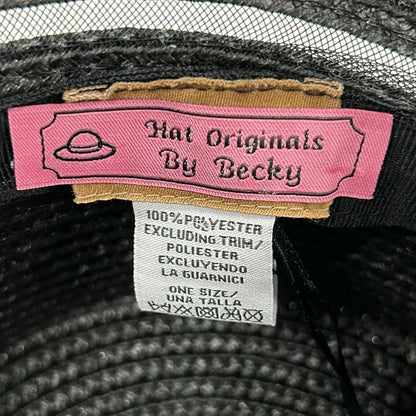 Hat Originals
By Becky
100% POLYESTER
EXCLUDING TRIM/
POLIESTER
EXCLUYENDO
LA GUARNICI
ONE SIZE/
UNA TALLA